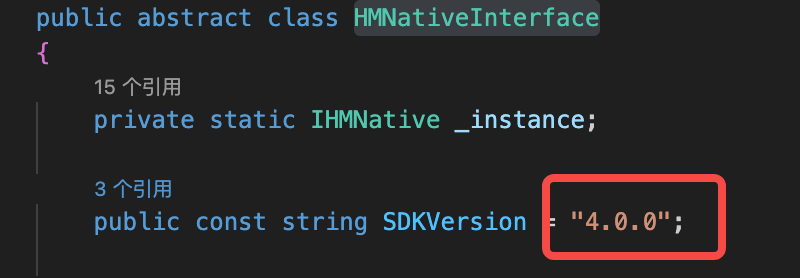 public abstract class HMNativeInterface
{
15 个引用
private static IHMNative _instance;
3 个引用
public const string SDKVersion = "4.0.0";